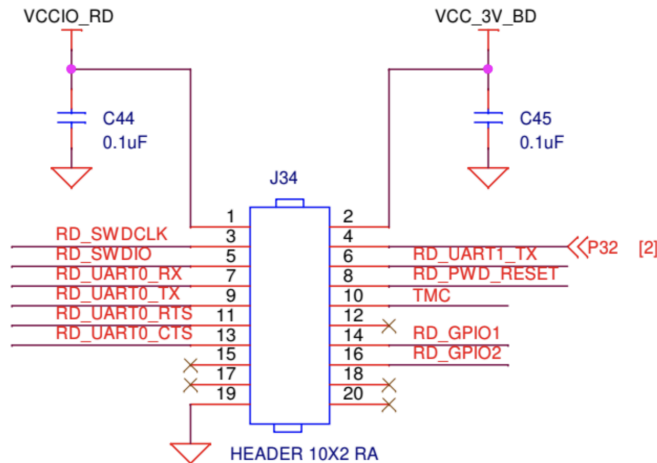 VCCIO_RD
VCC_3V_BD
C44
0.1uF
C45
0.1uF
J34
1 2
RD_SWDCLK 3 4 P32 [2]
RD_SWDIO 5 6 RD_UART1_TX
RD_UART0_RX 7 8 RD_PWD_RESET
RD_UART0_TX 9 10 TMC
RD_UART0_RTS 11 12
RD_UART0_CTS 13 14 RD_GPIO1
15 16 RD_GPIO2
17 18
19 20
HEADER 10X2 RA